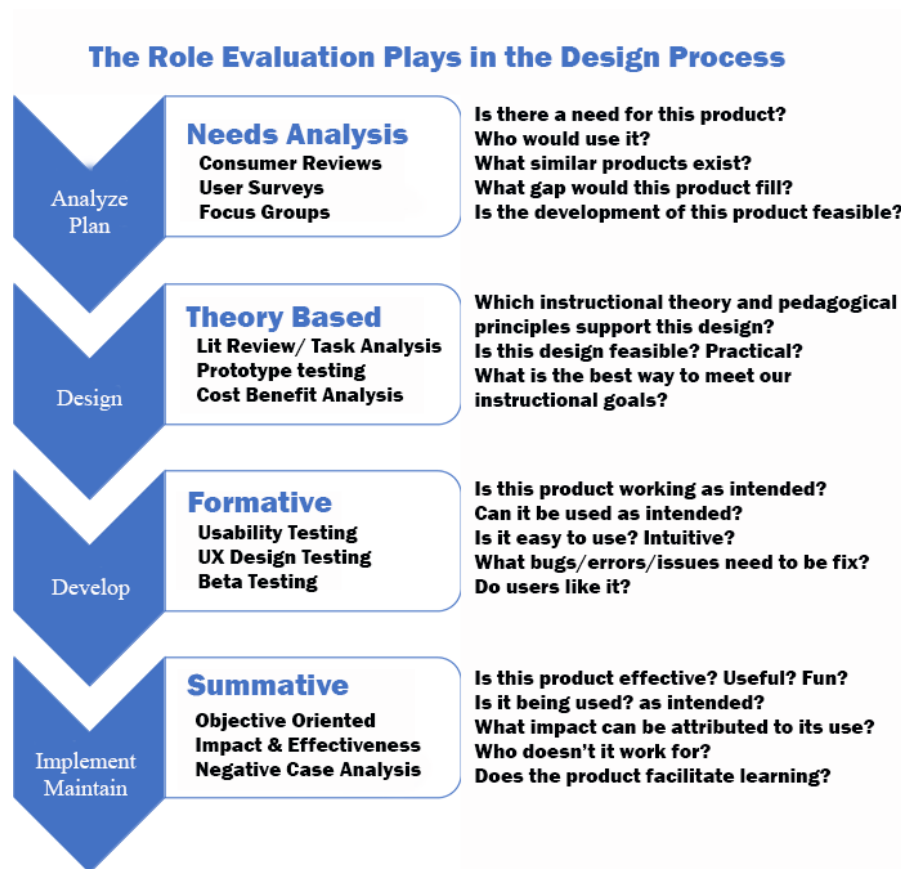 The Role Evaluation Plays in the Design Process
Analyze
Plan
Needs Analysis
Consumer Reviews
User Surveys
Focus Groups
Is there a need for this product?
Who would use it?
What similar products exist?
What gap would this product fill?
Is the development of this product feasible?
Design
Theory Based
Lit Review/ Task Analysis
Prototype testing
Cost Benefit Analysis
Which instructional theory and pedagogical
principles support this design?
Is this design feasible? Practical?
What is the best way to meet our
instructional goals?
Develop
Formative
Usability Testing
UX Design Testing
Beta Testing
Is this product working as intended?
Can it be used as intended?
Is it easy to use? Intuitive?
What bugs/errors/issues need to be fix?
Do users like it?
Implement
Maintain
Summative
Objective Oriented
Impact & Effectiveness
Negative Case Analysis
Is this product effective? Useful? Fun?
Is it being used? as intended?
What impact can be attributed to its use?
Who doesn't it work for?
Does the product facilitate learning?